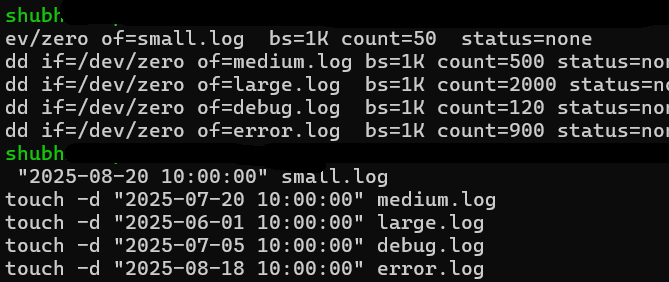 shubh
ev/zero of=small.log  bs=1K count=50  status=none
dd if=/dev/zero of=medium.log bs=1K count=500 status=non
dd if=/dev/zero of=large.log  bs=1K count=2000 status=n
dd if=/dev/zero of=debug.log  bs=1K count=120 status=non
dd if=/dev/zero of=error.log  bs=1K count=900 status=non
shubh
"2025-08-20 10:00:00" small.log
touch -d "2025-07-20 10:00:00" medium.log
touch -d "2025-06-01 10:00:00" large.log
touch -d "2025-07-05 10:00:00" debug.log
touch -d "2025-08-18 10:00:00" error.log